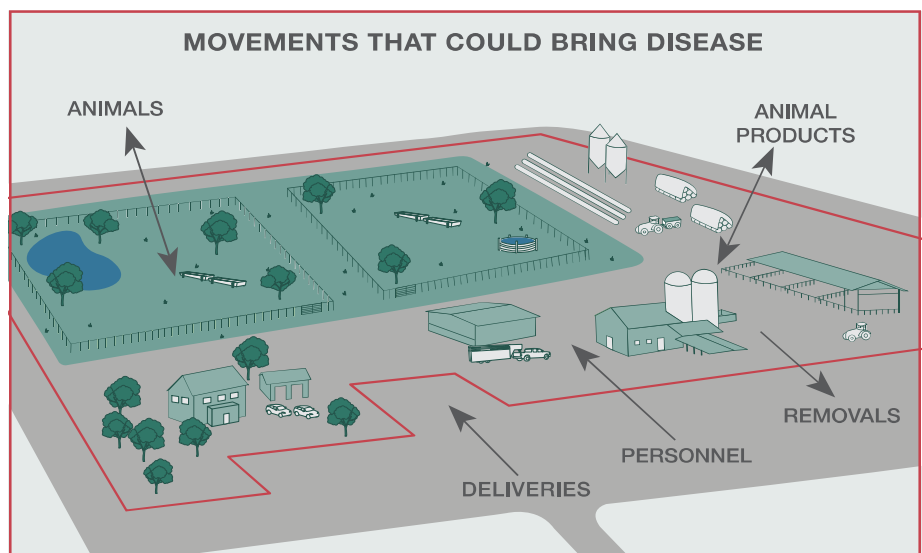 MOVEMENTS THAT COULD BRING DISEASE
ANIMALS
ANIMAL
PRODUCTS
REMOVALS
PERSONNEL
DELIVERIES